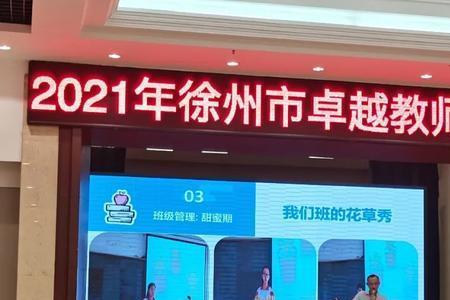 2021年徐州市卓越教师
03
班级管理: 甜蜜期
我们班的花草秀